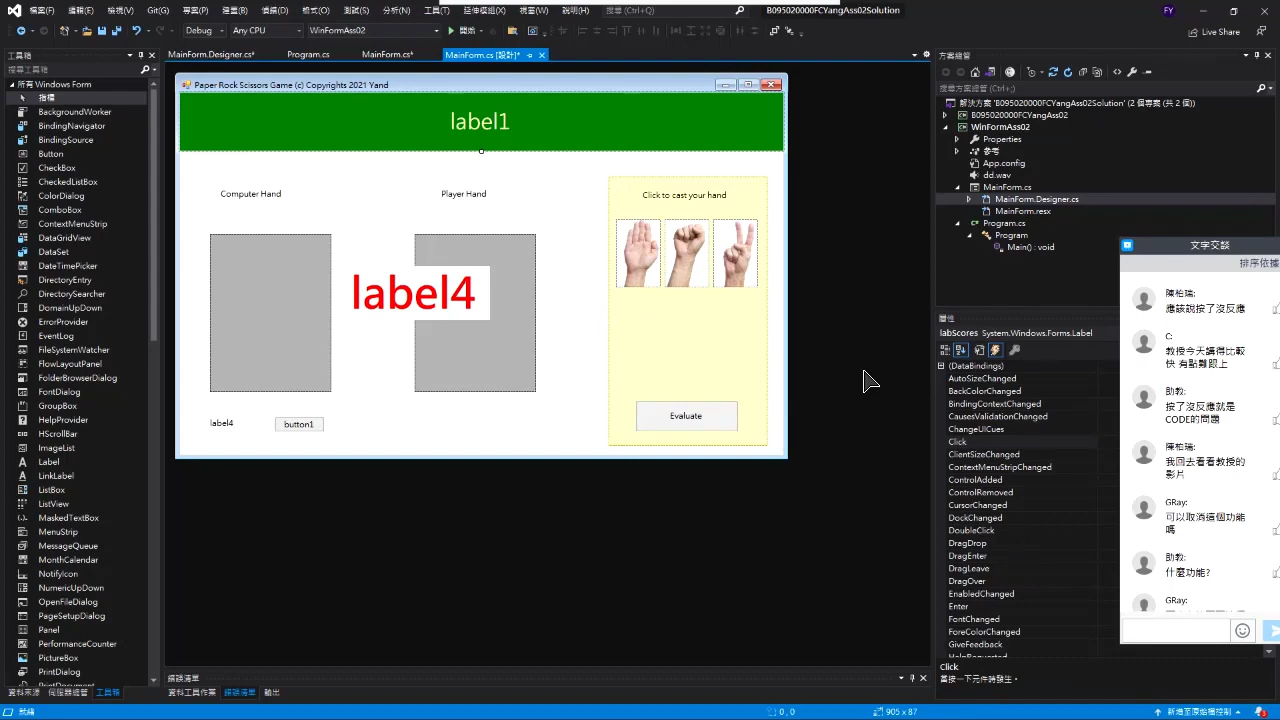 檔案(F) 編輯(E) 檢視(V) Git(G) 專案(P) 建置(B) 偵錯(D) 格式(O) 測試(S) 分析(N) 工具(T) 延伸模組(X) 視窗(W) 說明(H) 搜尋 (Ctrl+Q) B095020000FCYangAss02Solution FY
Debug Any CPU WinFormAss02 開始 Live Share
工具箱
搜尋工具箱
所有 Windows Form
指標
BackgroundWorker
BindingNavigator
BindingSource
Button
CheckBox
CheckedListBox
ColorDialog
ComboBox
ContextMenuStrip
DataGridView
DataSet
DateTimePicker
DirectoryEntry
DirectorySearcher
DomainUpDown
ErrorProvider
EventLog
FileSystemWatcher
FlowLayoutPanel
FolderBrowserDialog
FontDialog
GroupBox
HelpProvider
HScrollBar
ImageList
Label
LinkLabel
ListBox
ListView
MaskedTextBox
MenuStrip
MessageQueue
MonthCalendar
NotifyIcon
NumericUpDown
OpenFileDialog
PageSetupDialog
Panel
PerformanceCounter
PictureBox
PrintDialog
資料來源 伺服器總管 工具箱
MainForm.Designer.cs* Program.cs MainForm.cs* MainForm.cs [設計]*
Paper Rock Scissors Game (c) Copyrights 2021 Yand
label1
Computer Hand Player Hand
Click to cast your hand
label4
label4 button1
Evaluate
錯誤清單
資料工具作業 錯誤清單 輸出
方案總管
搜尋方案總管 (Ctrl+;)
解決方案 'B095020000FCYangAss02Solution' (2 個專案 (共 2 個))
B095020000FCYangAss02
WinFormAss02
Properties
參考
App.config
dd.wav
MainForm.cs
MainForm.Designer.cs
MainForm.resx
Program.cs
Program
Main() : void
屬性
labScores System.Windows.Forms.Label
(DataBindings)
AutoSizeChanged
BackColorChanged
BindingContextChanged
CausesValidationChanged
ChangeUICues
Click
ClientSizeChanged
ContextMenuStripChanged
ControlAdded
ControlRemoved
CursorChanged
DockChanged
DoubleClick
DragDrop
DragEnter
DragLeave
DragOver
EnabledChanged
Enter
FontChanged
ForeColorChanged
GiveFeedback
HelpRequested
Click
當按一下元件時發生。
文字交談
排序依據
陳柏瑞:
應該說按了沒反應
C:
教授今天講得比較
快 有點難跟上
助教:
按了沒反應就是
CODE的問題
陳柏瑞:
我回去看看教授的
影片
GRay:
可以取消這個功能
嗎
助教:
什麼功能?
GRay:
就緒 0 , 0 905 x 87 新增至原始檔控制 3